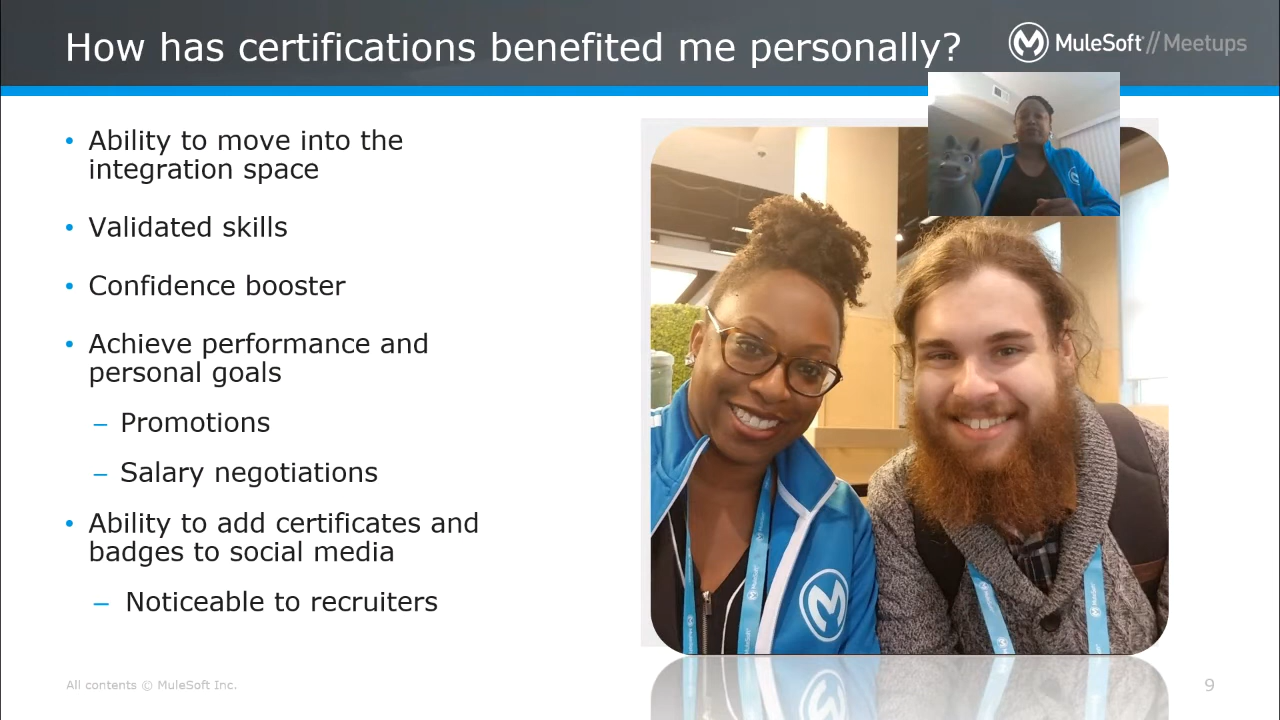 How has certifications benefited me personally?
MuleSoft // Meetups
• Ability to move into the
integration space
• Validated skills
• Confidence booster
• Achieve performance and
personal goals
– Promotions
– Salary negotiations
• Ability to add certificates and
badges to social media
– Noticeable to recruiters
All contents © MuleSoft Inc.
9